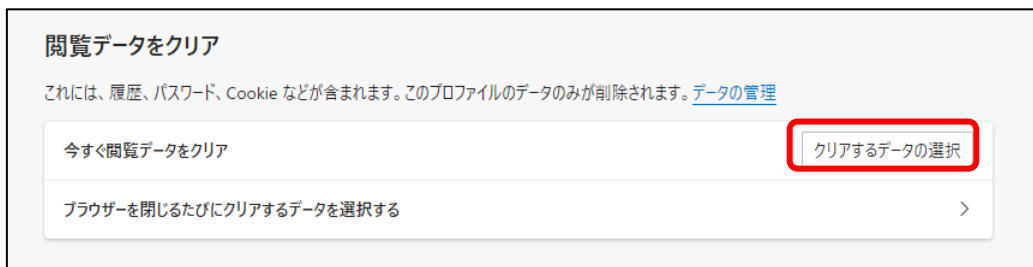 閲覧データをクリア
これには、履歴、パスワード、Cookie などが含まれます。このプロファイルのデータのみが削除されます。データの管理
今すぐ閲覧データをクリア
クリアするデータの選択
ブラウザーを閉じるたびにクリアするデータを選択する